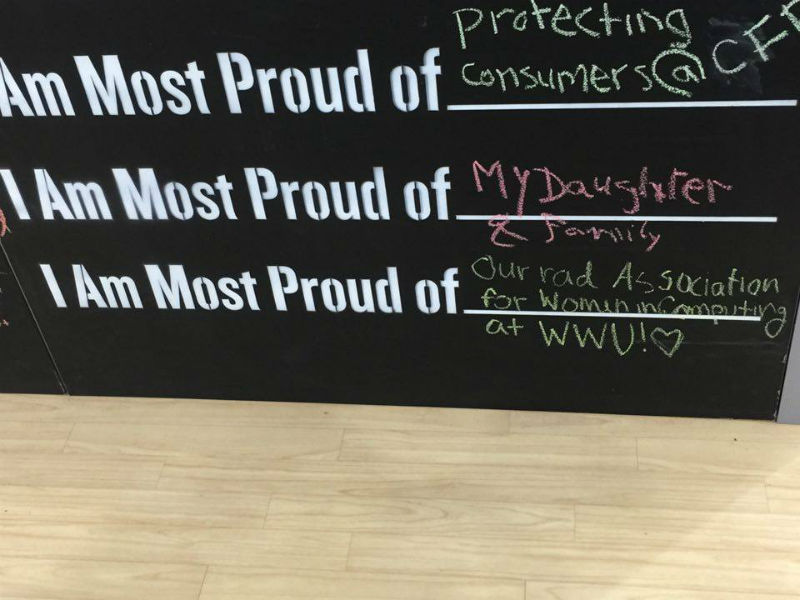 Protecting
Am Most Proud of consumers@CF
I Am Most Proud of My Daughter
& Family
I Am Most Proud of Our rad Association
for Women in Computing
at WWU!♡